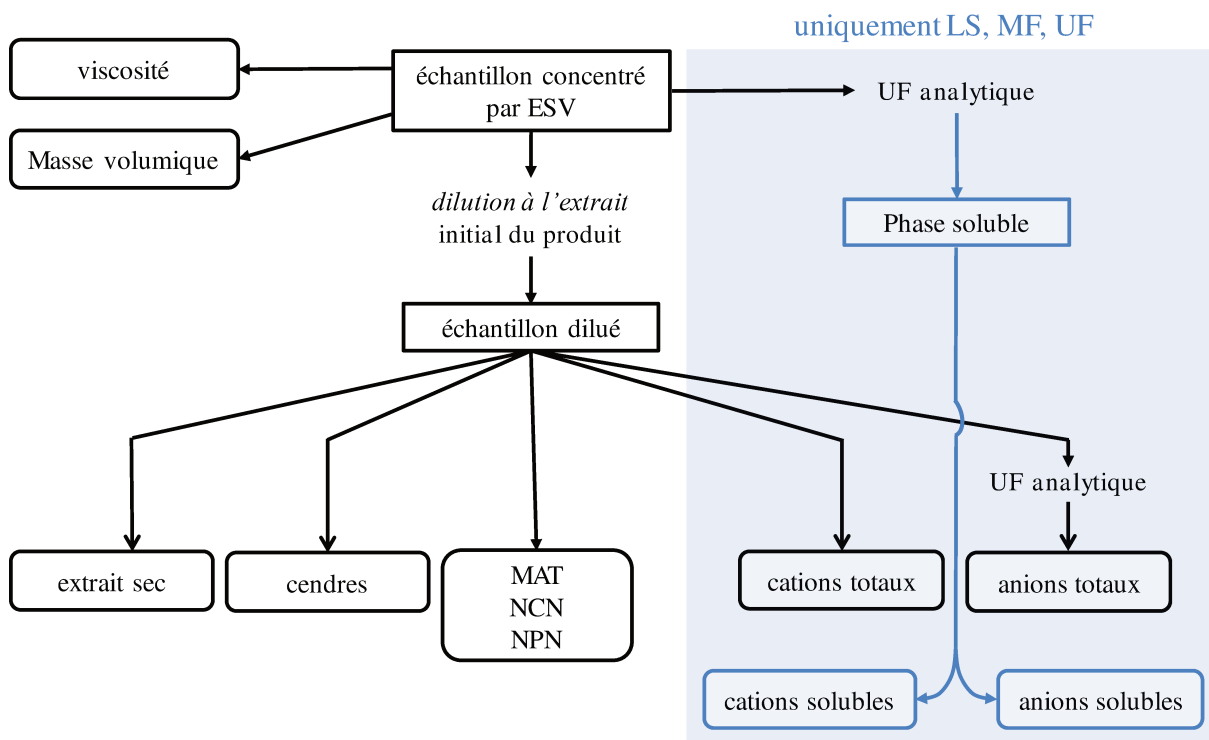 uniquement LS, MF, UF
viscosité
échantillon concentré
par ESV
UF analytique
Masse volumique
dilution à l’extrait
initial du produit
Phase soluble
échantillon dilué
UF analytique
extrait sec
cendres
MAT
NCN
NPN
cations totaux
anions totaux
cations solubles
anions solubles